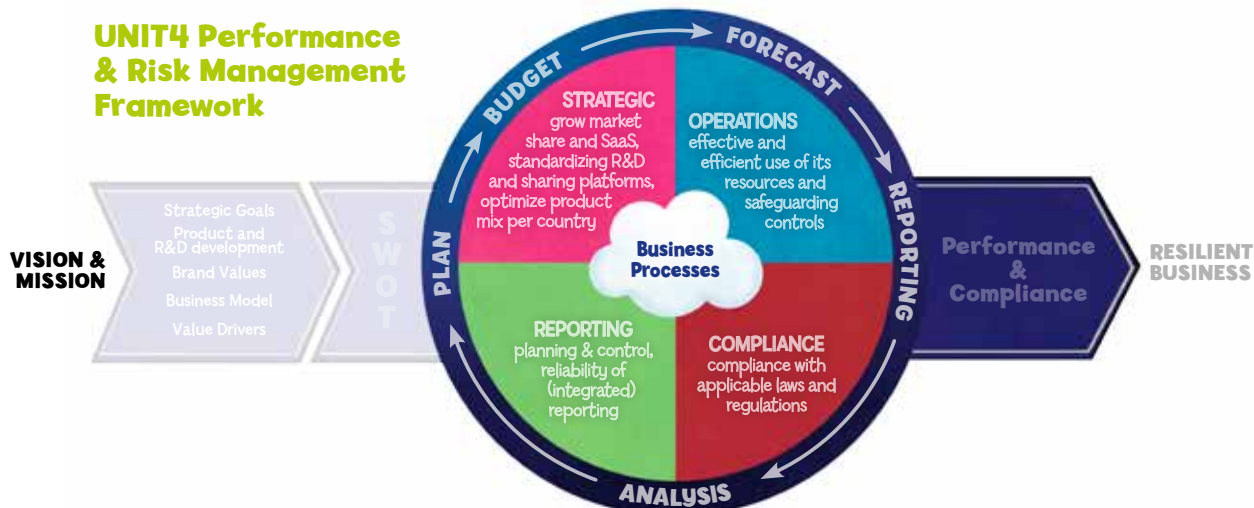 UNIT4 Performance
& Risk Management
Framework
VISION &
MISSION
Strategic Goals
Product and
R&D development
Brand Values
Business Model
Value Drivers
S
W
O
T
PLAN
BUDGET
FORECAST
REPORTING
ANALYSIS
STRATEGIC
grow market
share and SaaS,
standardizing R&D
and sharing platforms,
optimize product
mix per country
OPERATIONS
effective and
efficient use of its
resources and
safeguarding
controls
Business
Processes
REPORTING
planning & control,
reliability of
(integrated)
reporting
COMPLIANCE
compliance with
applicable laws and
regulations
Performance
&
Compliance
RESILIENT
BUSINESS